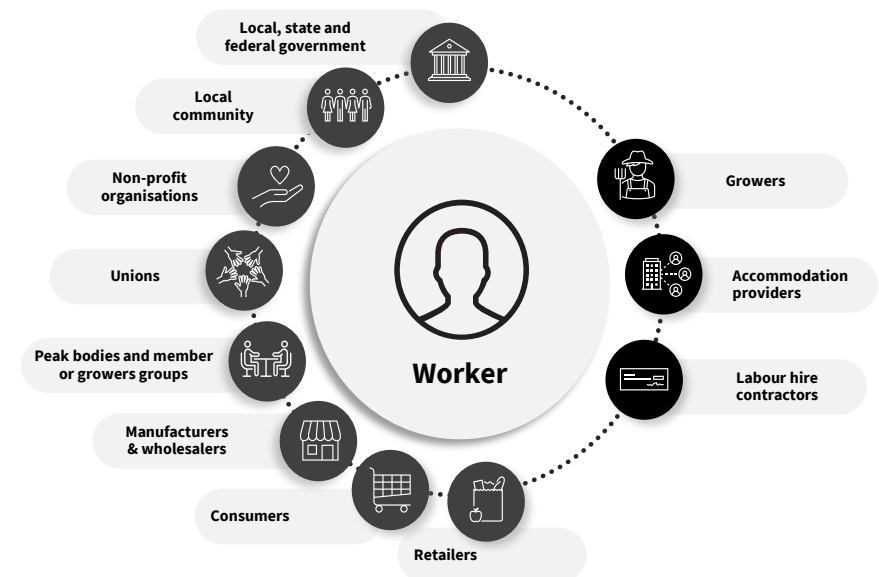 Local, state and
federal government
Local
community
Non-profit
organisations
Unions
Peak bodies and member
or growers groups
Manufacturers
& wholesalers
Consumers
Retailers
Growers
Accommodation
providers
Labour hire
contractors
Worker